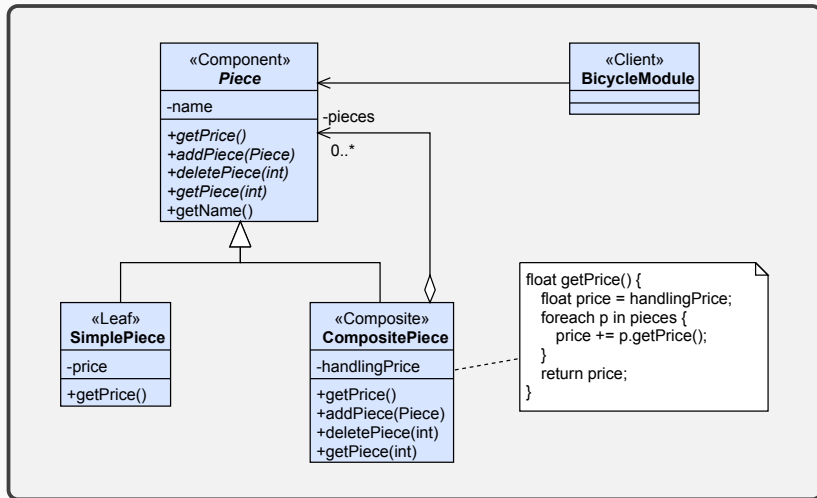 «Component»
Piece
-name
+getPrice()
+addPiece(Piece)
+deletePiece(int)
+getPiece(int)
+getName()
«Client»
BicycleModule
-pieces
0..*
«Leaf»
SimplePiece
-price
+getPrice()
«Composite»
CompositePiece
-handlingPrice
+getPrice()
+addPiece(Piece)
+deletePiece(int)
+getPiece(int)
float getPrice() {
float price = handlingPrice;
foreach p in pieces {
price += p.getPrice();
}
return price;
}